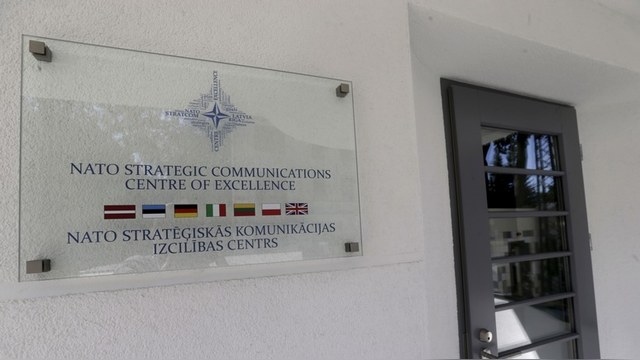 NATO STRATEGIC COMMUNICATIONS
CENTRE OF EXCELLENCE
NATO STRATĒĢISKĀS KOMUNIKĀCIJAS
IZCILĪBAS CENTRS